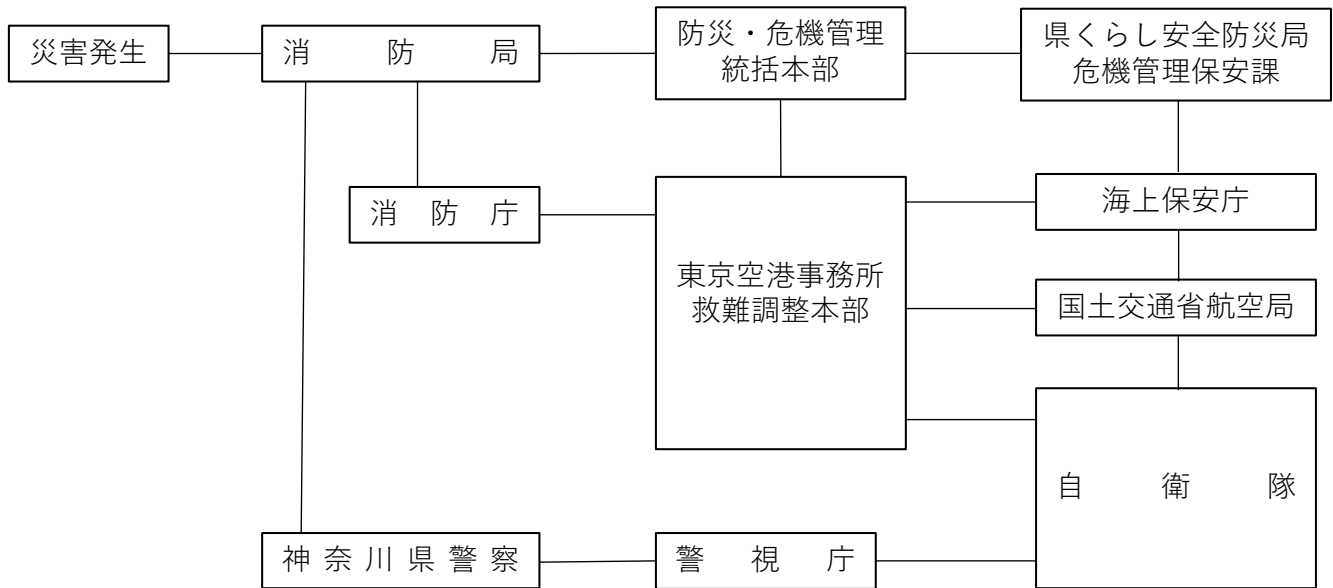 災害発生
消防局
防災・危機管理
統括本部
県くらし安全防災局
危機管理保安課
消防庁
東京空港事務所
救難調整本部
海上保安庁
国土交通省航空局
自衛隊
神奈川県警察
警視庁